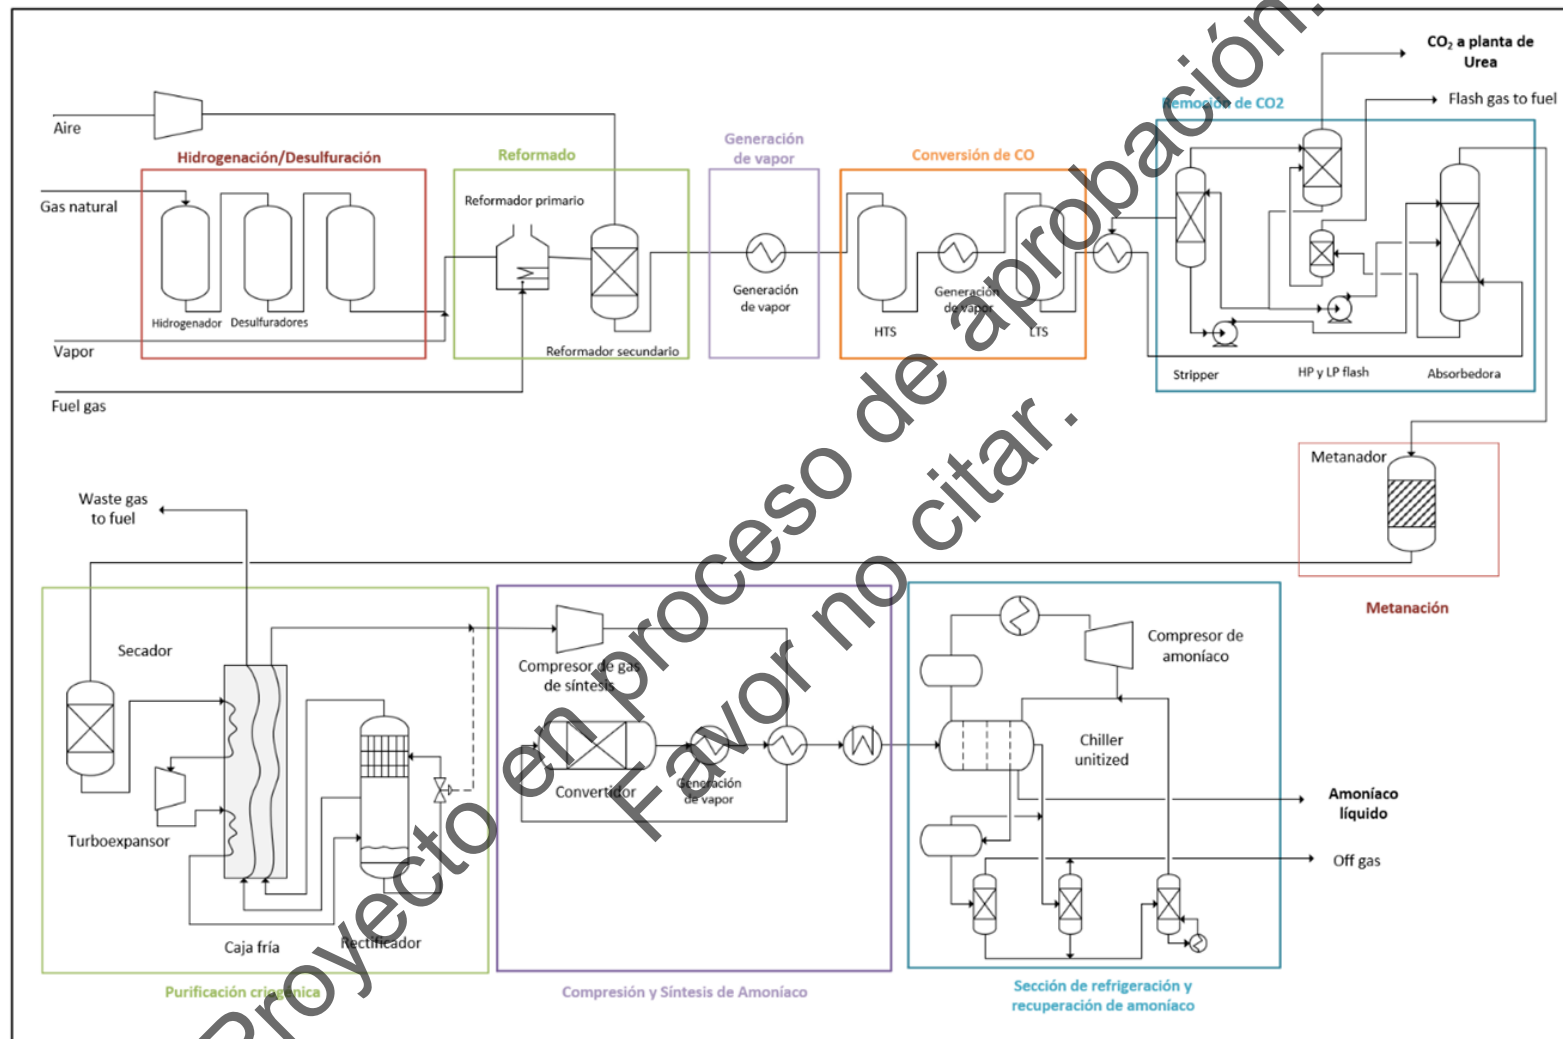 CO₂ a planta de
Urea
Flash gas to fuel
Remoción de CO2
Aire
Generación
de vapor
Hidrogenación/Desulfuración
Reformado
Conversión de CO
Gas natural
Reformador primario
Generación
de vapor
Generación
de vapor
Hidrogenador
Desulfuradores
HTS
LTS
Vapor
Reformador secundario
Stripper
HP y LP flash
Absorbedora
Fuel gas
Metanador
Waste gas
to fuel
Metanación
Secador
Compresor de gas
de síntesis
Compresor de
amoníaco
Chiller
unitized
Convertidor
Generación
de vapor
Amoníaco
líquido
Turboexpansor
Off gas
Caja fría
Rectificador
Purificación criogénica
Compresión y Síntesis de Amoníaco
Sección de refrigeración y
recuperación de amoníaco
Proyecto en proceso de aprobación.
Favor no citar.